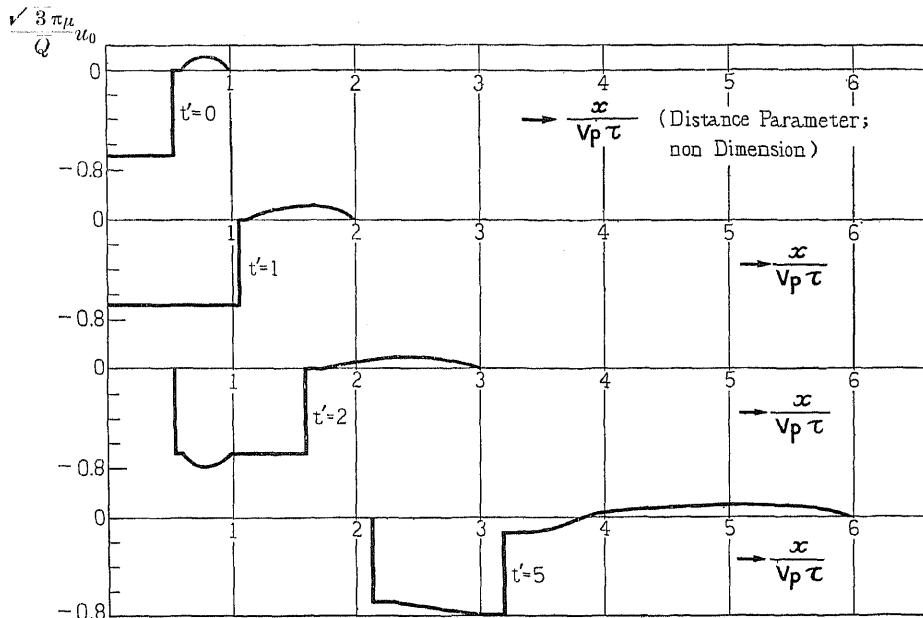 √3πμ
Q u₀
0
1 2 3 4 5 6
t'=0
→ x / Vpτ (Distance Parameter;
non Dimension)
-0.8
0
1 2 3 4 5 6
t'=1
→ x / Vpτ
-0.8
0
1 2 3 4 5 6
t'=2
→ x / Vpτ
-0.8
0
1 2 3 4 5 6
t'=5
→ x / Vpτ
-0.8